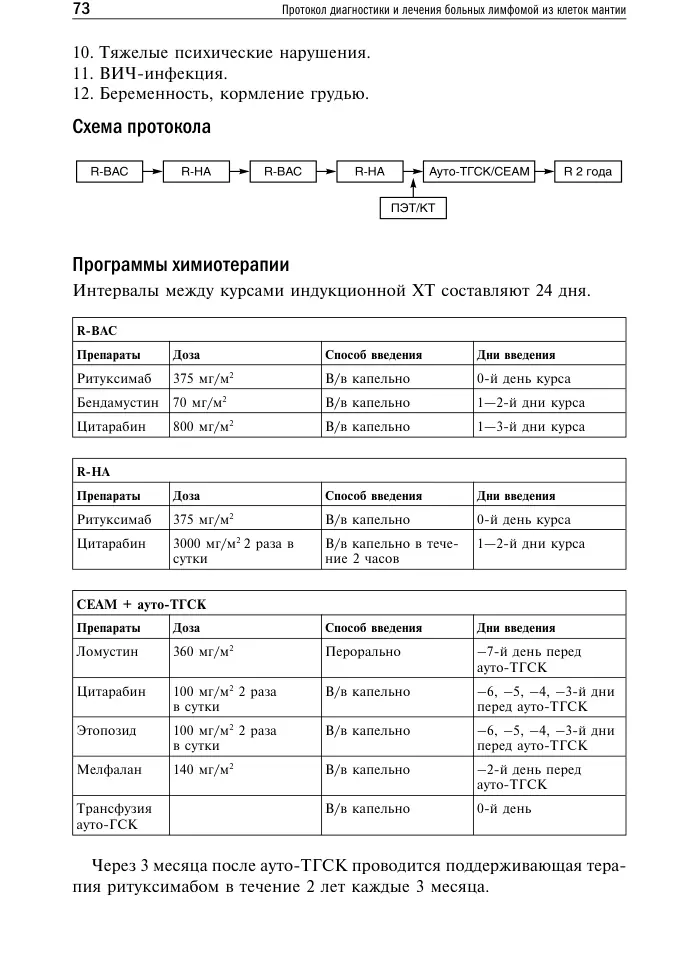 73 Протокол диагностики и лечения больных лимфомой из клеток мантии
10. Тяжелые психические нарушения.
11. ВИЧ-инфекция.
12. Беременность, кормление грудью.
Схема протокола
R-BAC R-HA R-BAC R-HA Ауто-ТГСК/CEAM R 2 года
ПЭТ/КТ
Программы химиотерапии
Интервалы между курсами индукционной ХТ составляют 24 дня.
R-BAC
Препараты Доза Способ введения Дни введения
Ритуксимаб 375 мг/м² В/в капельно 0-й день курса
Бендамустин 70 мг/м² В/в капельно 1—2-й дни курса
Цитарабин 800 мг/м² В/в капельно 1—3-й дни курса
R-HA
Препараты Доза Способ введения Дни введения
Ритуксимаб 375 мг/м² В/в капельно 0-й день курса
Цитарабин 3000 мг/м² 2 раза в В/в капельно в тече- 1—2-й дни курса
сутки ние 2 часов
CEAM + ауто-ТГСК
Препараты Доза Способ введения Дни введения
Ломустин 360 мг/м² Перорально –7-й день перед
ауто-ТГСК
Цитарабин 100 мг/м² 2 раза В/в капельно –6, –5, –4, –3-й дни
в сутки перед ауто-ТГСК
Этопозид 100 мг/м² 2 раза В/в капельно –6, –5, –4, –3-й дни
в сутки перед ауто-ТГСК
Мелфалан 140 мг/м² В/в капельно –2-й день перед
ауто-ТГСК
Трансфузия В/в капельно 0-й день
ауто-ГСК
Через 3 месяца после ауто-ТГСК проводится поддерживающая тера-
пия ритуксимабом в течение 2 лет каждые 3 месяца.